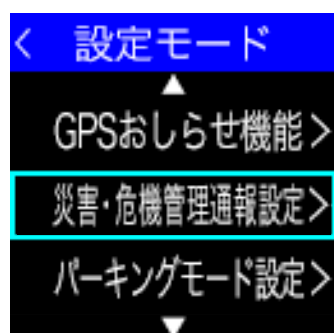 < 設定モード
▲
GPSおしらせ機能 >
災害・危機管理通報設定 >
パーキングモード設定 >
▼